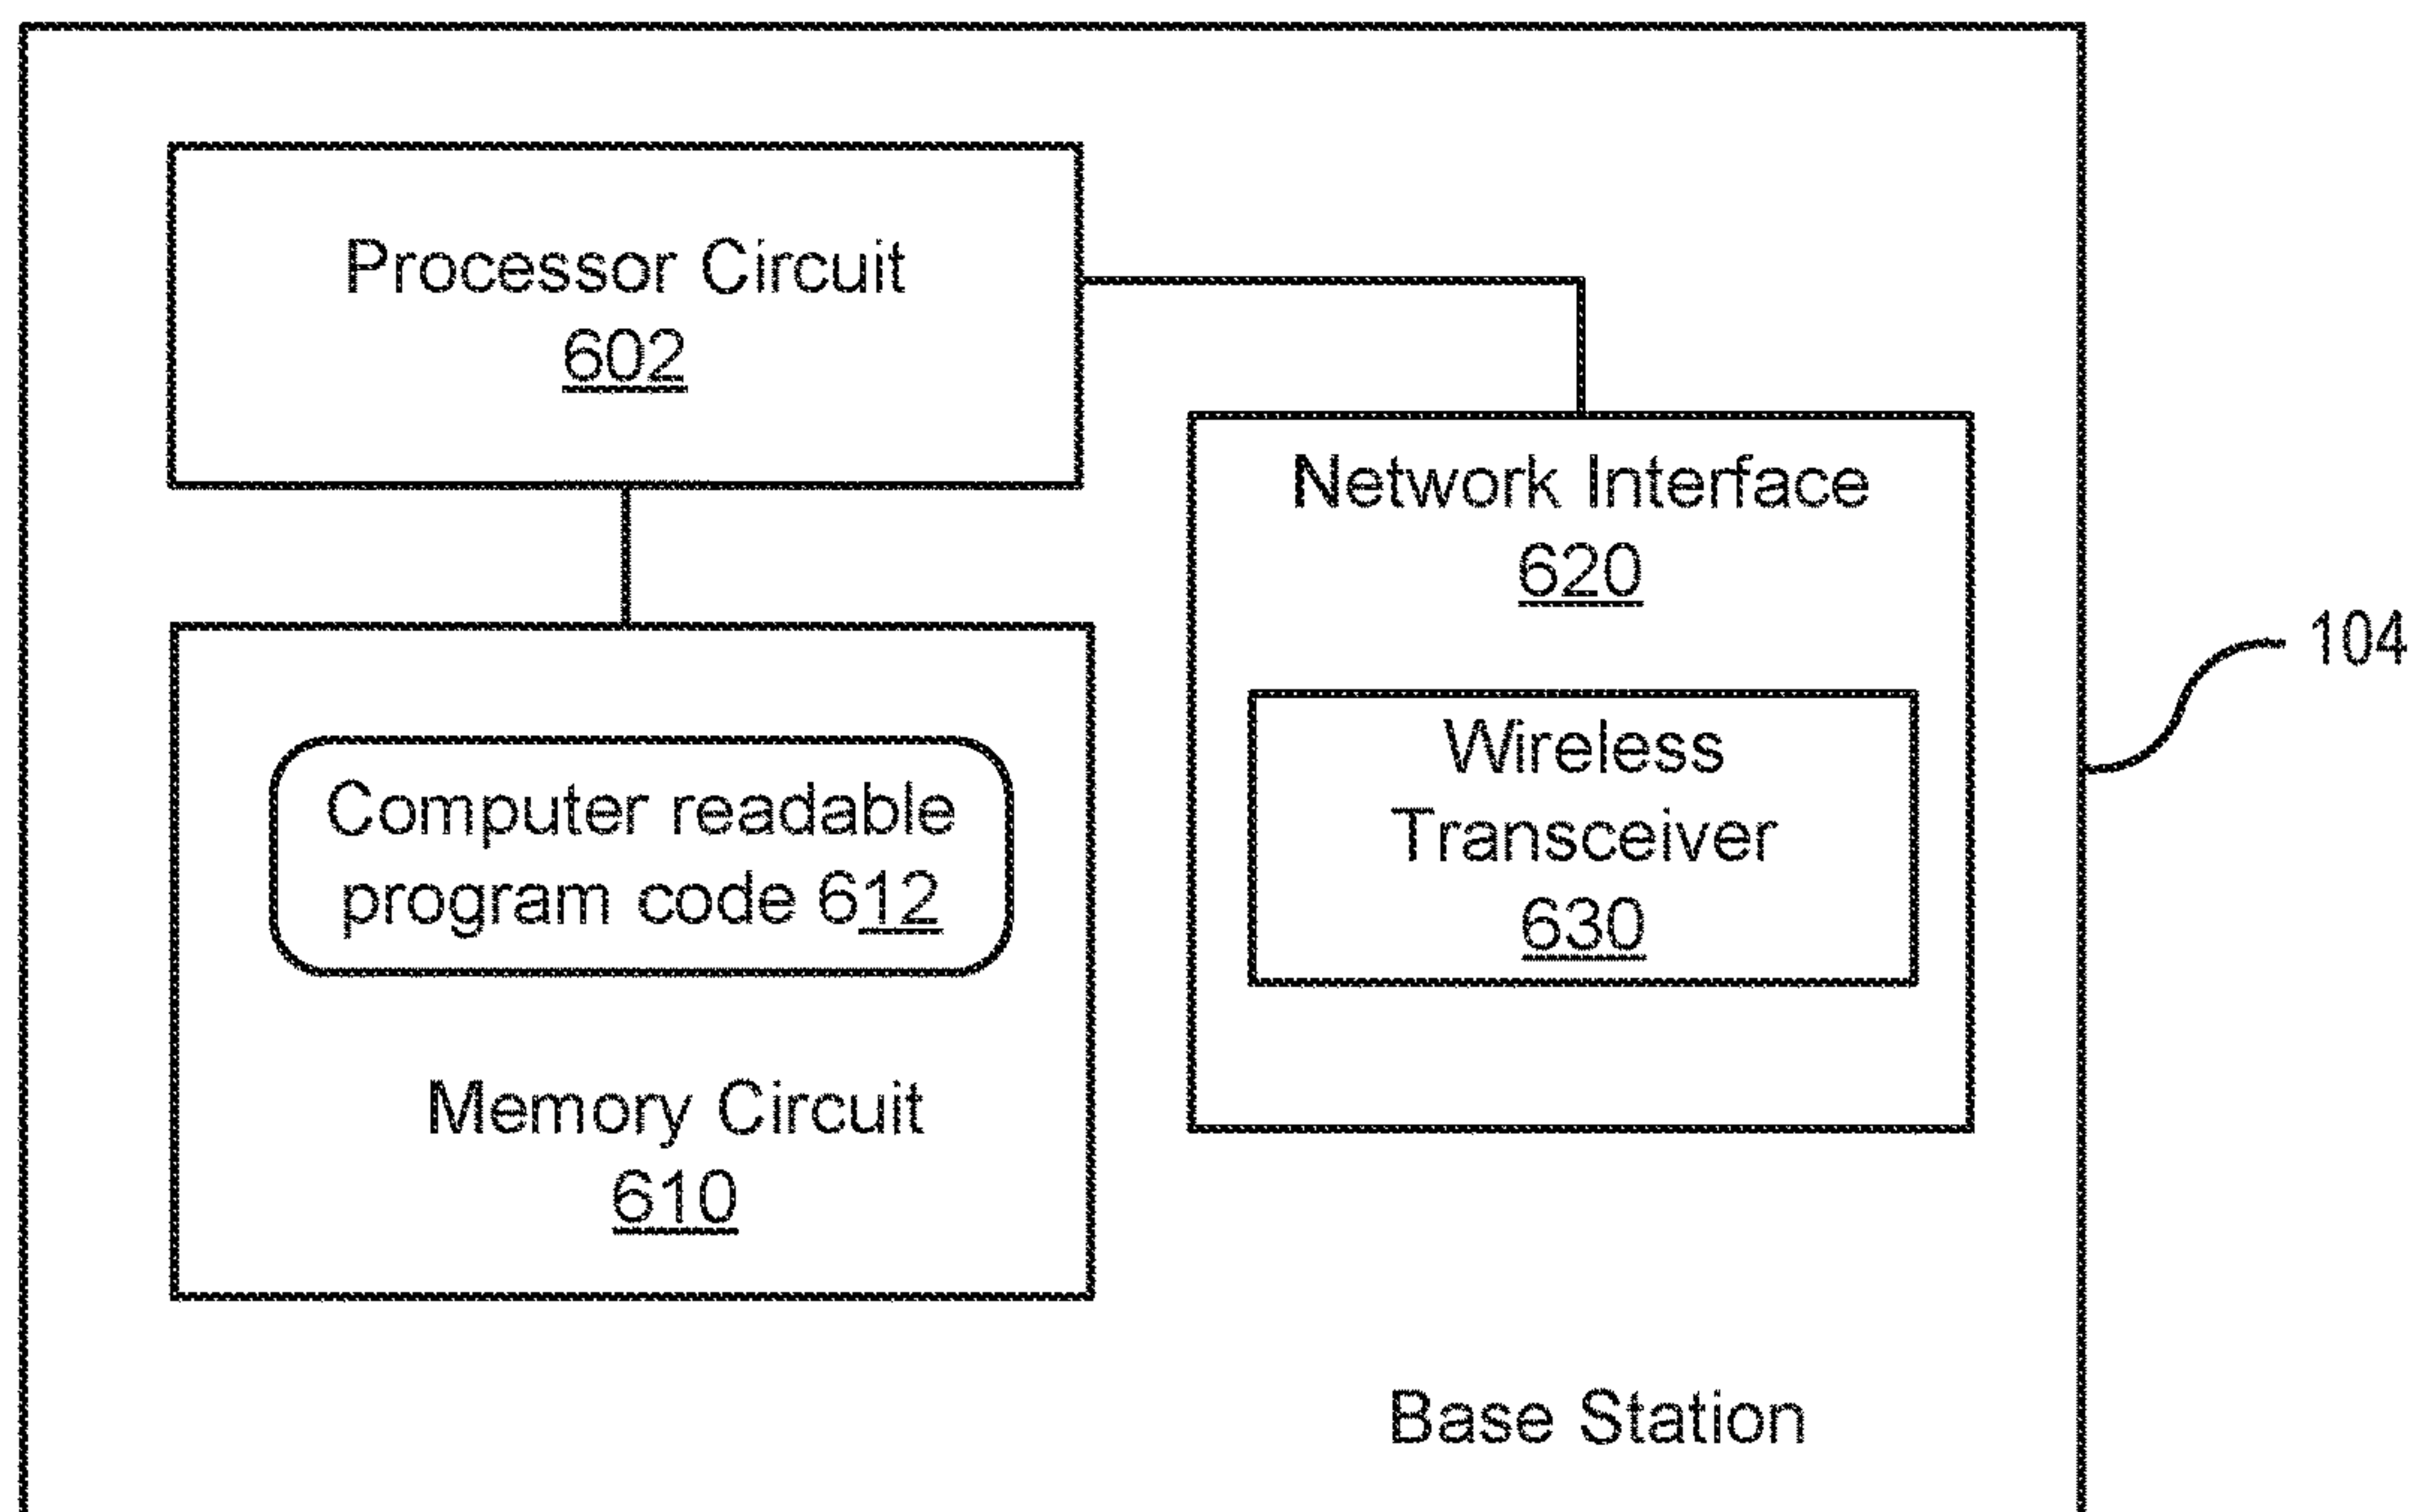 Processor Circuit
602
Network Interface
620
Wireless
Transceiver
630
104
Computer readable
program code 612
Memory Circuit
610
Base Station